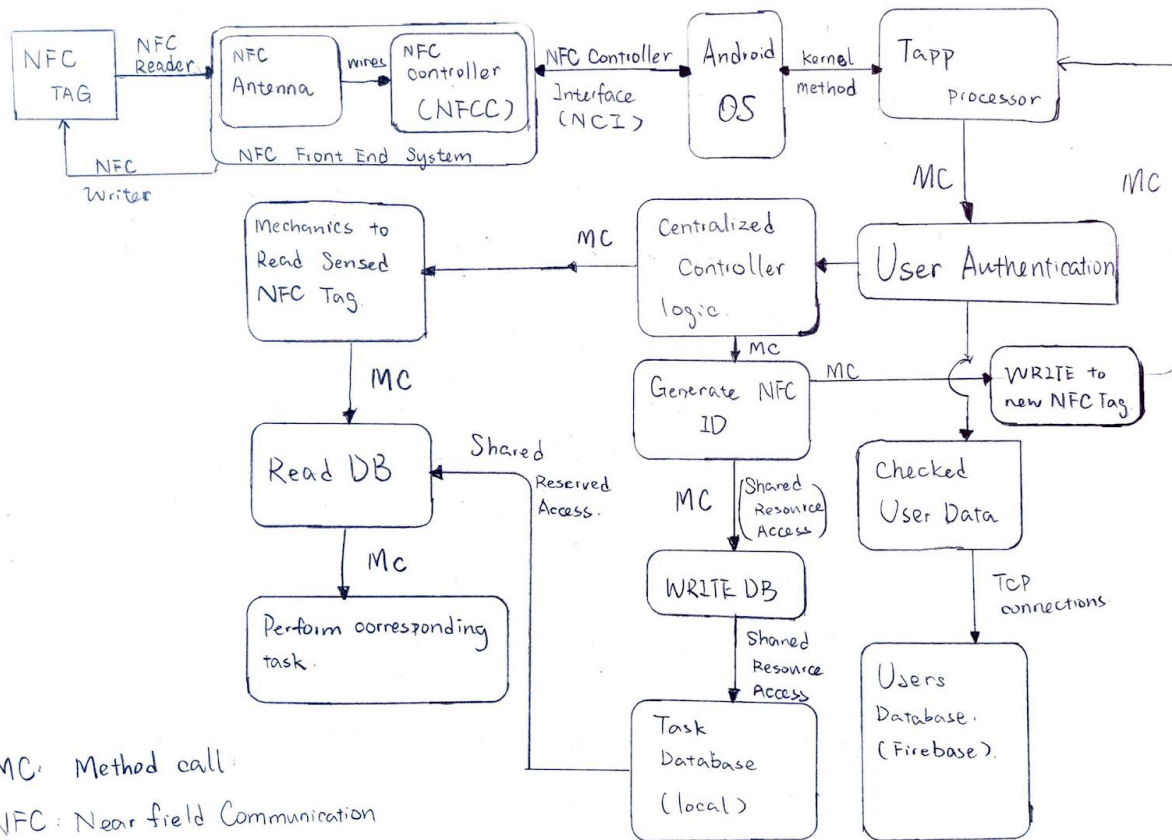 NFC
TAG
NFC
Reader
NFC
Writer
NFC
Antenna
wires
NFC
controller
(NFCC)
NFC Front End System
NFC Controller
Interface
(NCI)
Android
OS
kernel
method
Tapp
processor
MC
MC
Mechanics to
Read Sensed
NFC Tag.
MC
Centralized
Controller
logic.
User Authentication
MC
MC
Generate NFC
ID
MC
WRITE to
new NFC Tag
Read DB
Shared
Reserved
Access.
MC
(Shared
Resource
Access)
Checked
User Data
MC
WRITE DB
TCP
connections
Perform corresponding
task.
Shared
Resource
Access
Users
Database.
(Firebase).
Task
Database
(local)
MC: Method call
NFC: Near field Communication